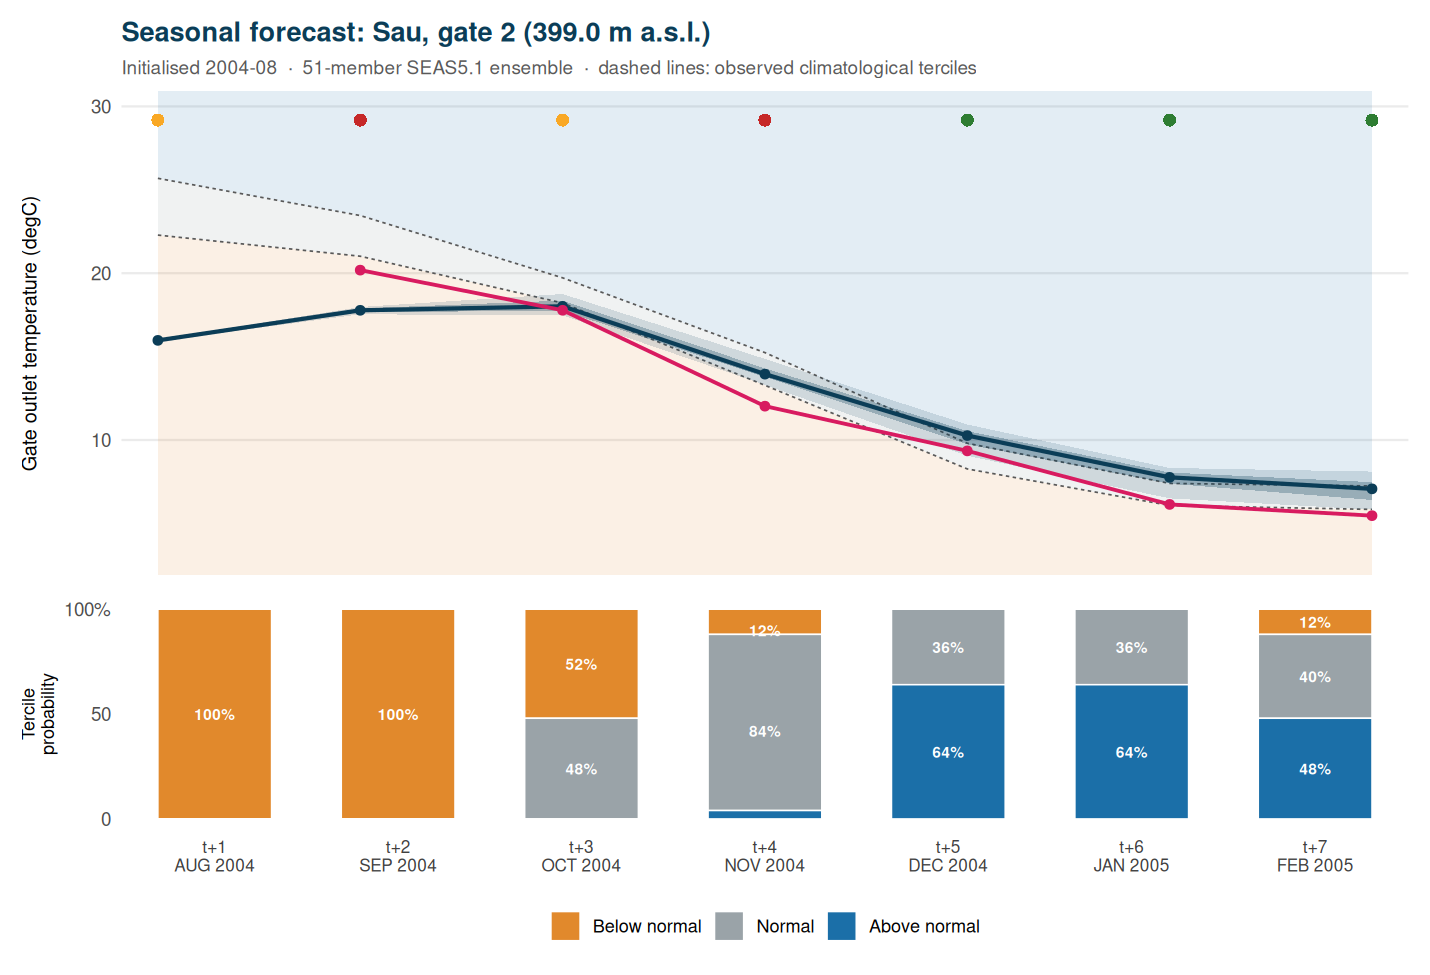 Seasonal forecast: Sau, gate 2 (399.0 m a.s.l.)
Initialised 2004-08 · 51-member SEAS5.1 ensemble · dashed lines: observed climatological terciles
Gate outlet temperature (degC)
30
20
10
Tercile
probability
100%
50
0
100%
100%
52%
48%
12%
84%
36%
64%
36%
64%
12%
40%
48%
t+1
AUG 2004
t+2
SEP 2004
t+3
OCT 2004
t+4
NOV 2004
t+5
DEC 2004
t+6
JAN 2005
t+7
FEB 2005
Below normal
Normal
Above normal